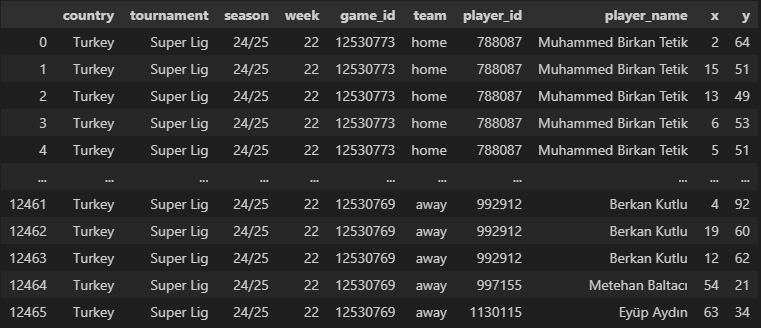 country tournament season week game_id team player_id player_name x y
0 Turkey Super Lig 24/25 22 12530773 home 788087 Muhammed Birkan Tetik 2 64
1 Turkey Super Lig 24/25 22 12530773 home 788087 Muhammed Birkan Tetik 15 51
2 Turkey Super Lig 24/25 22 12530773 home 788087 Muhammed Birkan Tetik 13 49
3 Turkey Super Lig 24/25 22 12530773 home 788087 Muhammed Birkan Tetik 6 53
4 Turkey Super Lig 24/25 22 12530773 home 788087 Muhammed Birkan Tetik 5 51
... ... ... ... ... ... ... ... ... ... ...
12461 Turkey Super Lig 24/25 22 12530769 away 992912 Berkan Kutlu 4 92
12462 Turkey Super Lig 24/25 22 12530769 away 992912 Berkan Kutlu 19 60
12463 Turkey Super Lig 24/25 22 12530769 away 992912 Berkan Kutlu 12 62
12464 Turkey Super Lig 24/25 22 12530769 away 997155 Metehan Baltacı 54 21
12465 Turkey Super Lig 24/25 22 12530769 away 1130115 Eyüp Aydın 63 34